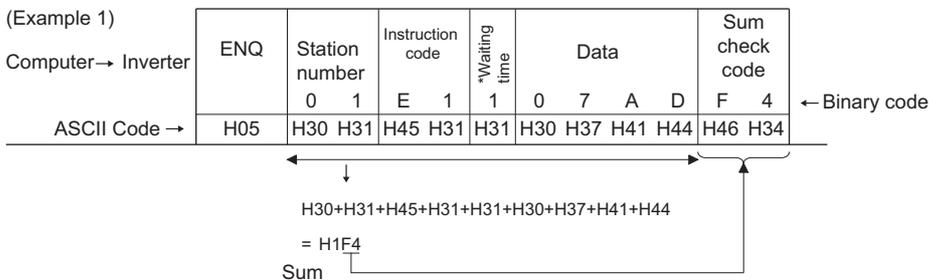 (Example 1)
Computer→ Inverter
ENQ
Station number
Instruction code
*Waiting time
Data
Sum check code
0 1 E 1 1 0 7 A D F 4 ←Binary code
ASCII Code → H05 H30 H31 H45 H31 H31 H30 H37 H41 H44 H46 H34
H30+H31+H45+H31+H31+H30+H37+H41+H44
= H1F4
Sum